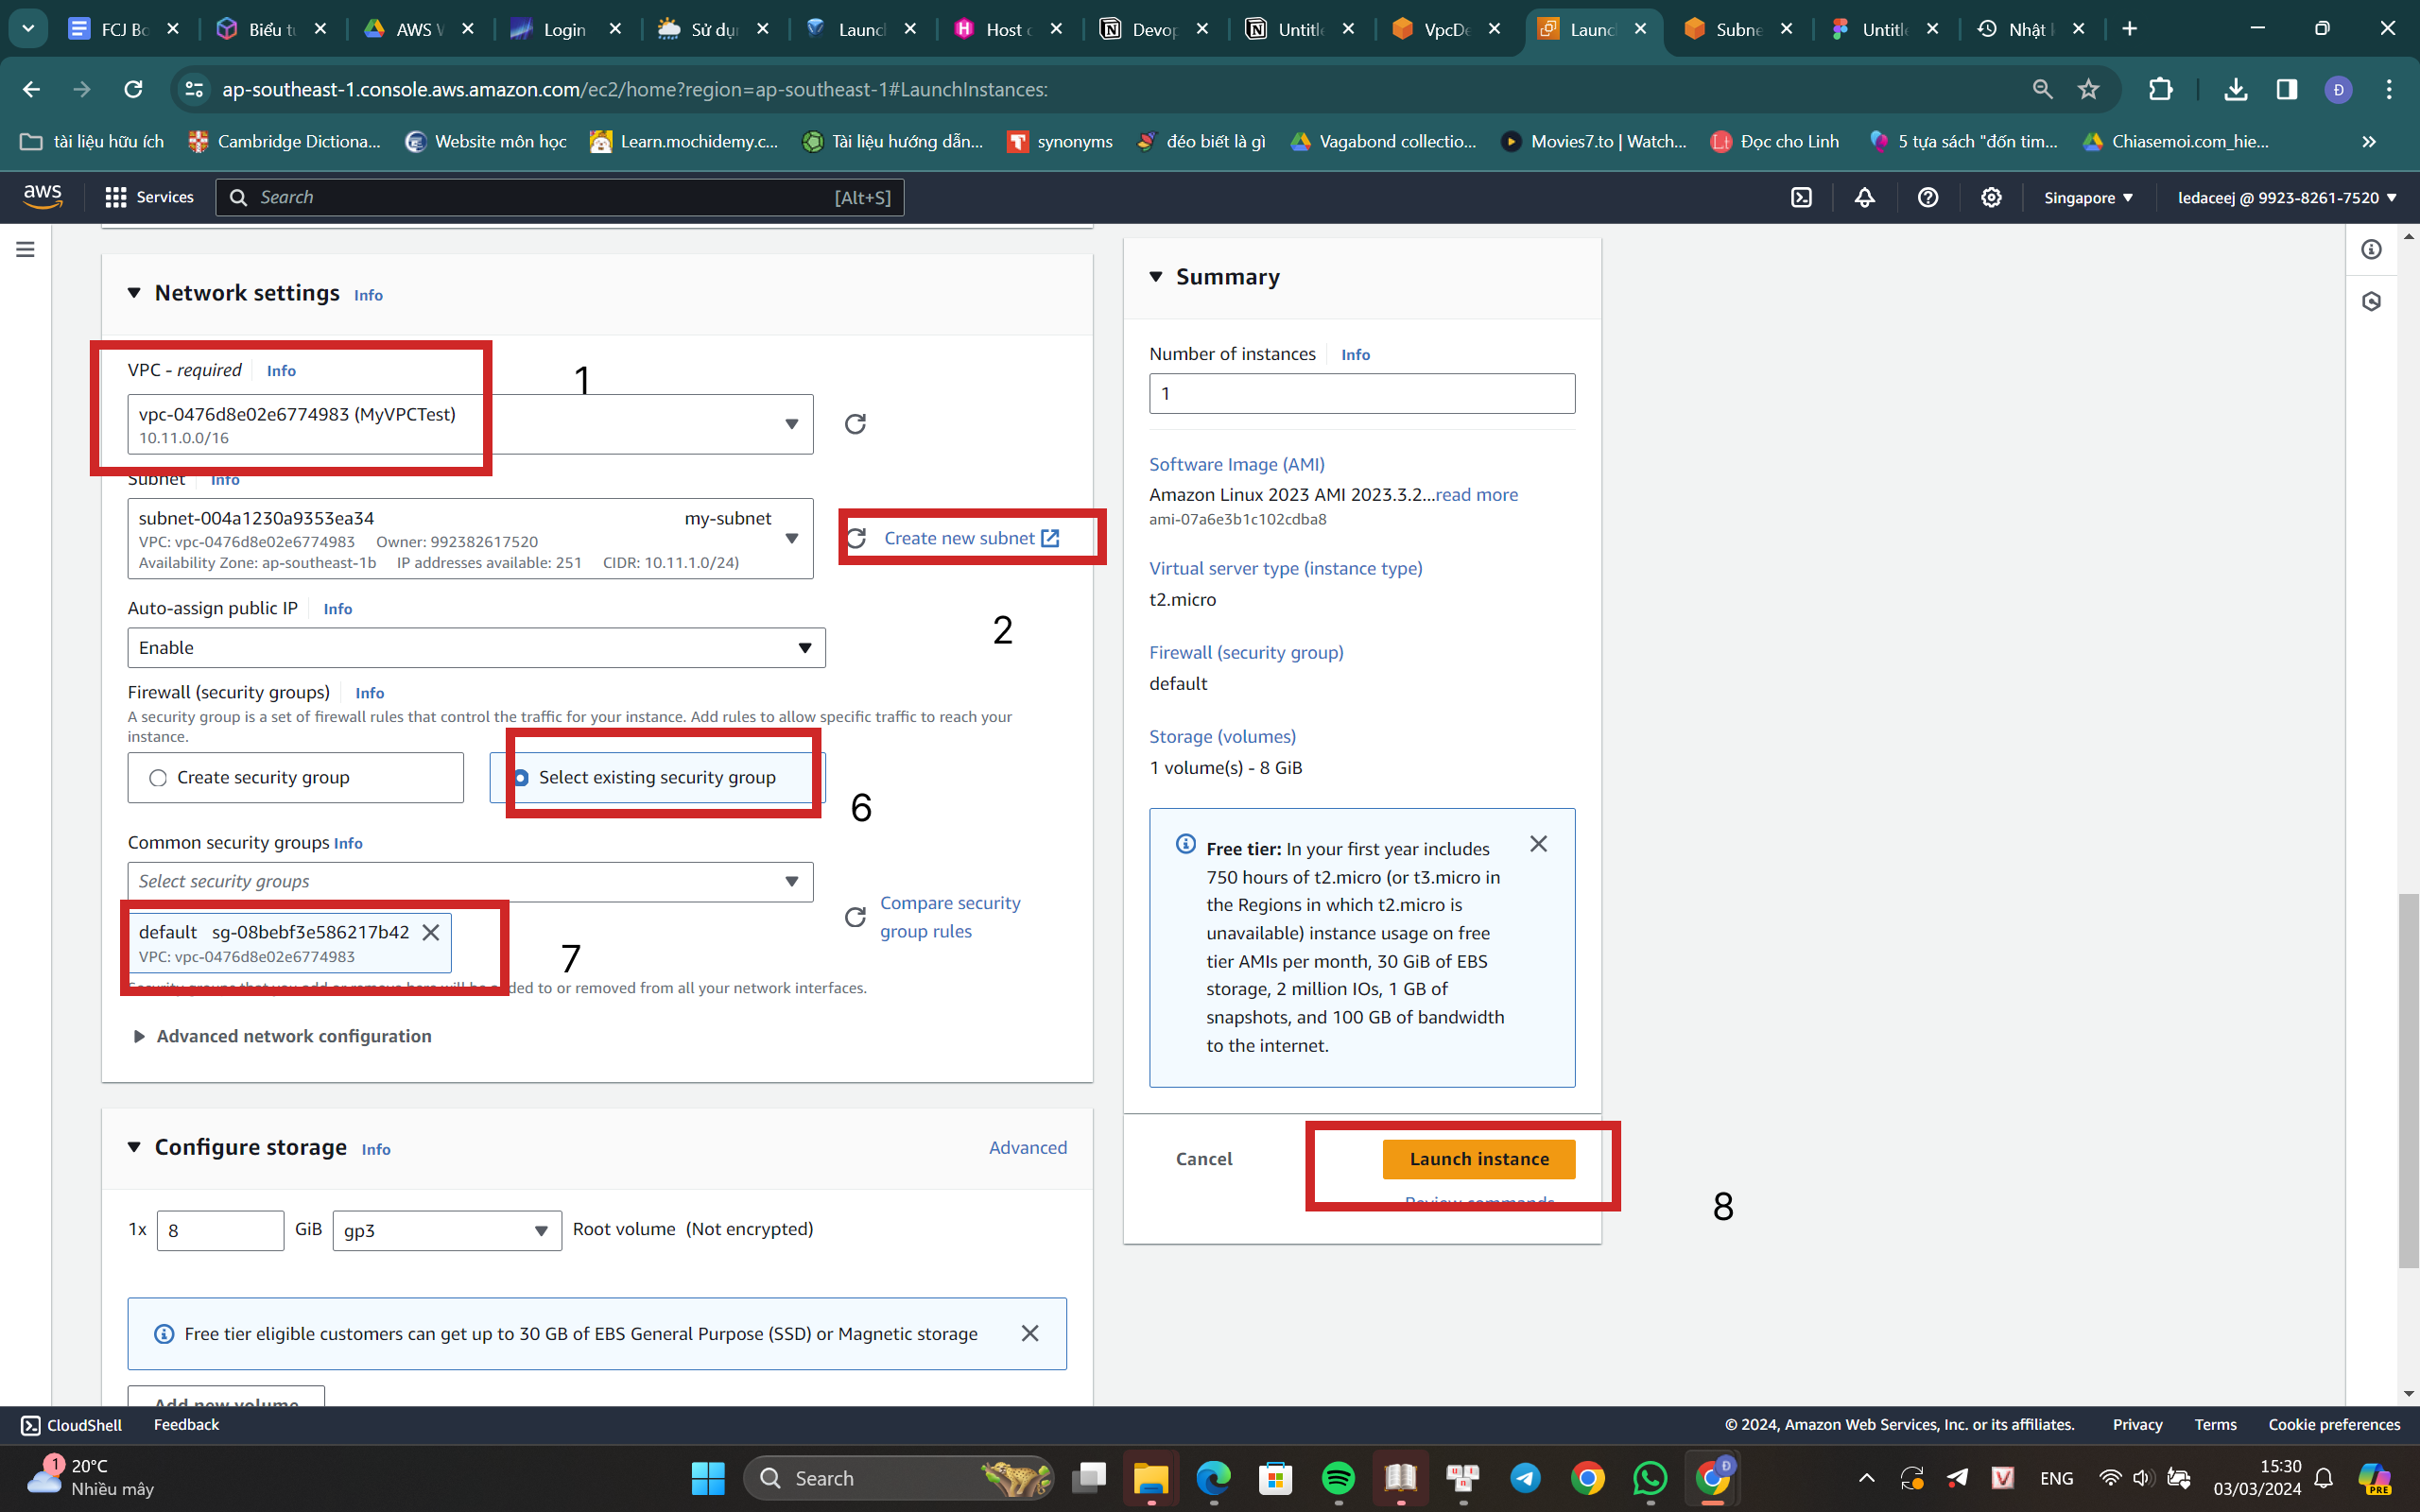 FCJ Bo
Biểu tu
AWS W
Login
Sử dụn
Launc
Host o
Devop
Untitle
VpcDe
Launc
Subne
Untitle
Nhật k
ap-southeast-1.console.aws.amazon.com/ec2/home?region=ap-southeast-1#LaunchInstances:
Đ
tài liệu hữu ích
Cambridge Dictiona...
Website môn học
Learn.mochidemy.c...
Tài liệu hướng dẫn...
synonyms
đéo biết là gì
Vagabond collectio...
Movies7.to | Watch...
Đọc cho Linh
5 tựa sách "đốn tim...
Chiasemoi.com_hie...
aws
Services
Search
[Alt+S]
Singapore
ledaceej @ 9923-8261-7520
Network settings Info
VPC - required Info
1
vpc-0476d8e02e6774983 (MyVPCTest)
10.11.0.0/16
Subnet Info
subnet-004a1230a9353ea34 my-subnet
VPC: vpc-0476d8e02e6774983 Owner: 992382617520
Availability Zone: ap-southeast-1b IP addresses available: 251 CIDR: 10.11.1.0/24)
Create new subnet
2
Auto-assign public IP Info
Enable
Firewall (security groups) Info
A security group is a set of firewall rules that control the traffic for your instance. Add rules to allow specific traffic to reach your
instance.
Create security group
Select existing security group
6
Common security groups Info
Select security groups
Compare security
group rules
default sg-08bebf3e586217b42
VPC: vpc-0476d8e02e6774983
7
Security groups that you add or remove here will be added to or removed from all your network interfaces.
Advanced network configuration
Configure storage Info
Advanced
1x 8 GiB gp3 Root volume (Not encrypted)
Free tier eligible customers can get up to 30 GB of EBS General Purpose (SSD) or Magnetic storage
Add new volume
Summary
Number of instances Info
1
Software Image (AMI)
Amazon Linux 2023 AMI 2023.3.2...read more
ami-07a6e3b1c102cdba8
Virtual server type (instance type)
t2.micro
Firewall (security group)
default
Storage (volumes)
1 volume(s) - 8 GiB
Free tier: In your first year includes
750 hours of t2.micro (or t3.micro in
the Regions in which t2.micro is
unavailable) instance usage on free
tier AMIs per month, 30 GiB of EBS
storage, 2 million IOs, 1 GB of
snapshots, and 100 GB of bandwidth
to the internet.
Cancel
Launch instance
Review commands
8
CloudShell
Feedback
© 2024, Amazon Web Services, Inc. or its affiliates.
Privacy
Terms
Cookie preferences
1
20°C
Nhiều mây
Search
Đ
ENG
15:30
03/03/2024
PRE